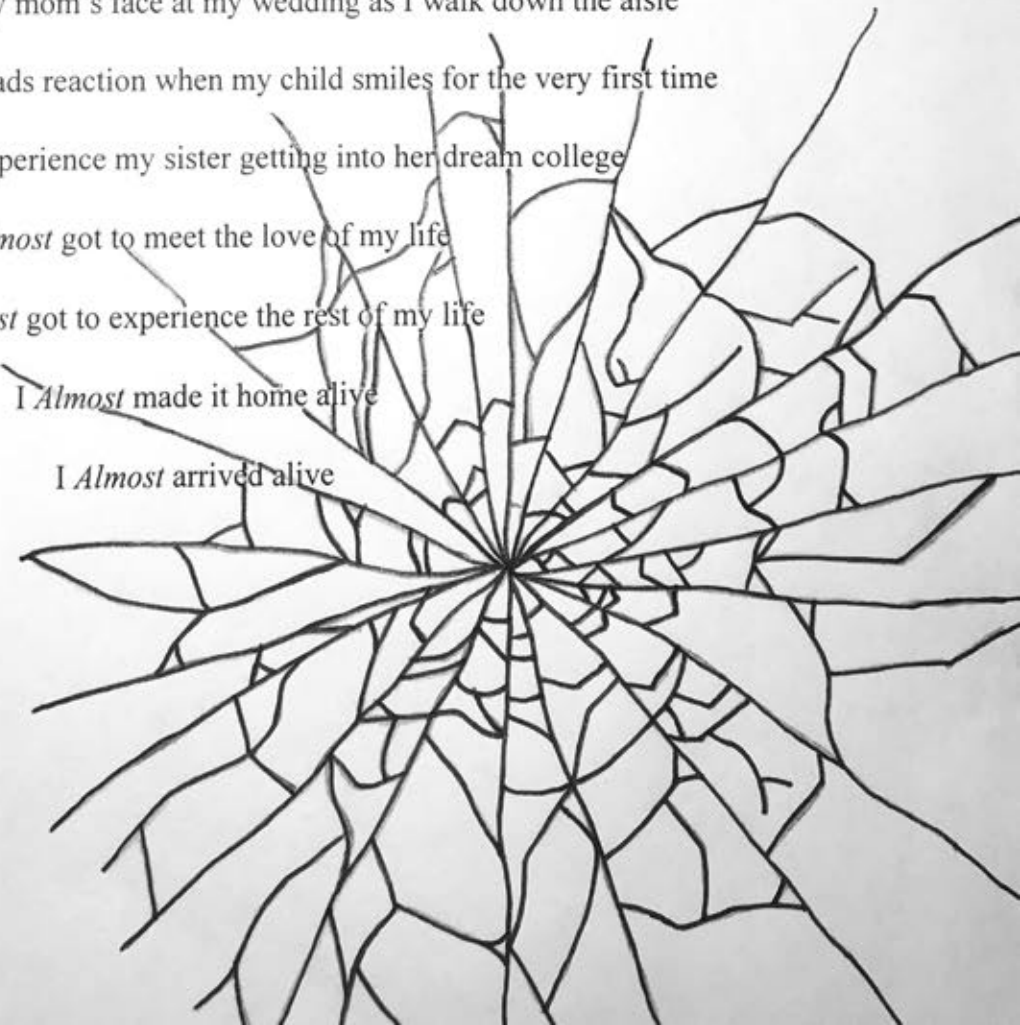 mom's face at my wedding as I walk down the aisle
ads reaction when my child smiles for the very first time
perience my sister getting into her dream college
most got to meet the love of my life
st got to experience the rest of my life
I Almost made it home alive
I Almost arrived alive